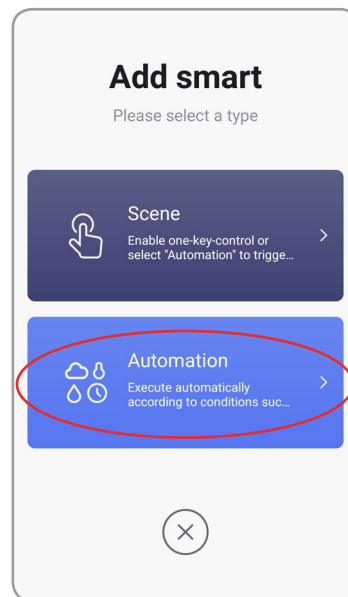 Add smart
Please select a type
Scene
Enable one-key-control or
select "Automation" to trigge...
Automation
Execute automatically
according to conditions suc...